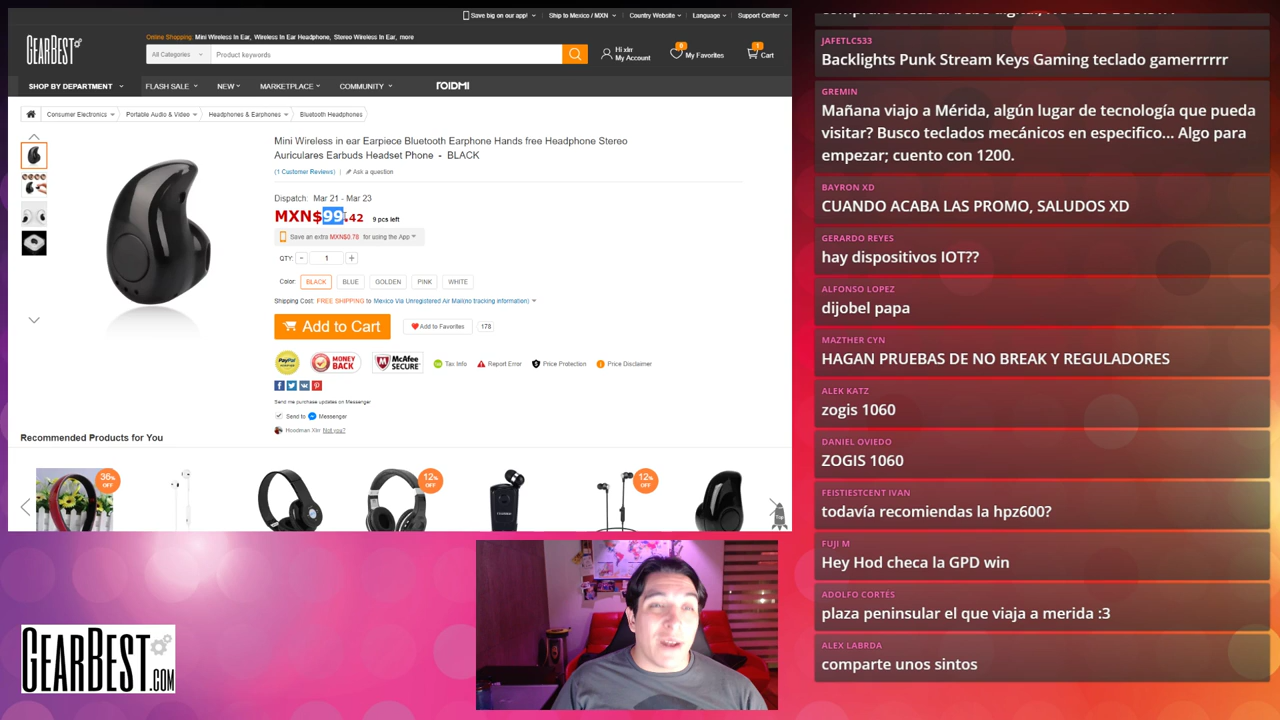 Save big on our app!
Ship to Mexico / MXN
Country Website
Language
Support Center
GEARBEST
Online Shopping: Mini Wireless In Ear, Wireless In Ear Headphone, Stereo Wireless In Ear, more
All Categories
Product keywords
Hi xlrr
My Account
0
My Favorites
1
Cart
SHOP BY DEPARTMENT
FLASH SALE
NEW
MARKETPLACE
COMMUNITY
ROIDMI
Consumer Electronics
Portable Audio & Video
Headphones & Earphones
Bluetooth Headphones
Mini Wireless in ear Earpiece Bluetooth Earphone Hands free Headphone Stereo
Auriculares Earbuds Headset Phone - BLACK
(1 Customer Reviews) | Ask a question
Dispatch: Mar 21 - Mar 23
MXN$99.42 9 pcs left
Save an extra MXN$0.78 for using the App
QTY: - 1 +
Color: BLACK BLUE GOLDEN PINK WHITE
Shipping Cost: FREE SHIPPING to Mexico Via Unregistered Air Mail(no tracking information)
Add to Cart
Add to Favorites
178
PayPal
MONEY BACK
McAfee SECURE
Tax Info
Report Error
Price Protection
Price Disclaimer
Send me purchase updates on Messenger
Send to Messenger
Hoodman Xlrr Not you?
Recommended Products for You
36% OFF
12% OFF
12% OFF
Top
GEARBEST.COM
JAFETLC533
Backlights Punk Stream Keys Gaming teclado gamerrrrrr
GREMIN
Mañana viajo a Mérida, algún lugar de tecnología que pueda
visitar? Busco teclados mecánicos en especifico... Algo para
empezar; cuento con 1200.
BAYRON XD
CUANDO ACABA LAS PROMO, SALUDOS XD
GERARDO REYES
hay dispositivos IOT??
ALFONSO LOPEZ
dijobel papa
MAZTHER CYN
HAGAN PRUEBAS DE NO BREAK Y REGULADORES
ALEK KATZ
zogis 1060
DANIEL OVIEDO
ZOGIS 1060
FEISTIESTCENT IVAN
todavía recomiendas la hpz600?
FUJI M
Hey Hod checa la GPD win
ADOLFO CORTÉS
plaza peninsular el que viaja a merida :3
ALEX LABRDA
comparte unos sintos